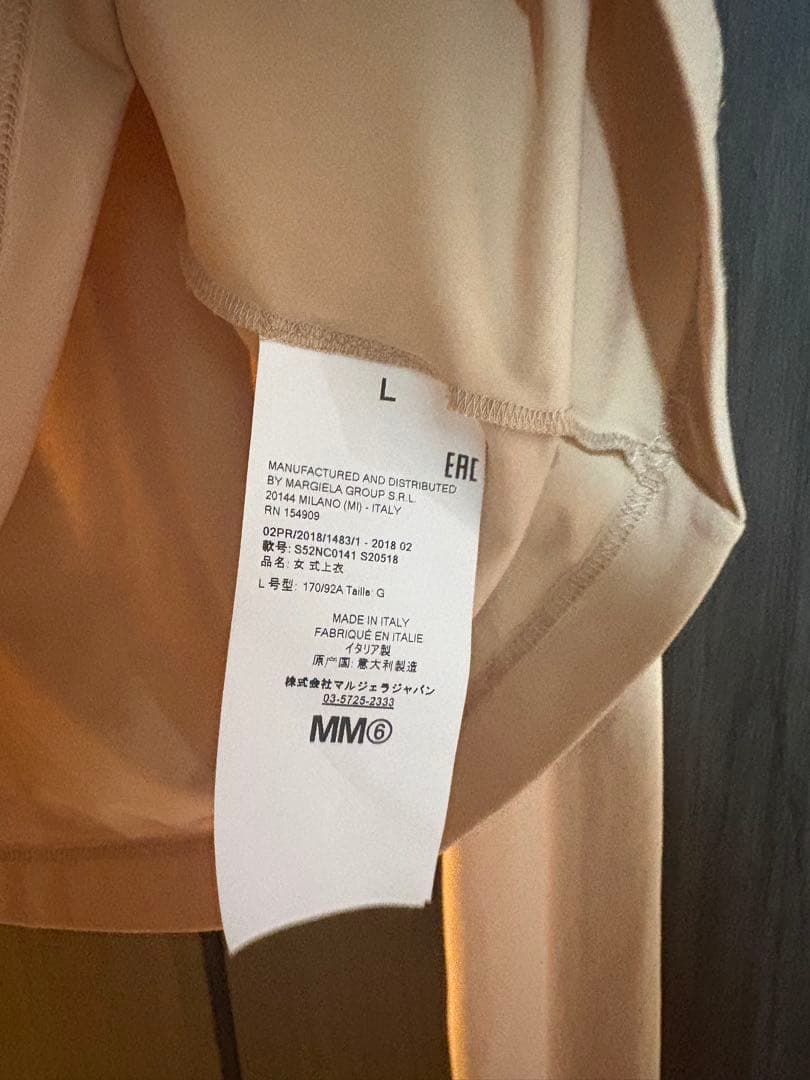 L
EAC
MANUFACTURED AND DISTRIBUTED
BY MARGIELA GROUP S.R.L.
20144 MILANO (MI) - ITALY
RN 154909
02PR/2018/1483/1 - 2018 02
款号: S52NC0141 S20518
品名: 女 式上衣
L 号型: 170/92A Taille: G
MADE IN ITALY
FABRIQUÉ EN ITALIE
イタリア製
原产国: 意大利製造
株式会社マルジェラジャパン
03-5725-2333
MM⑥